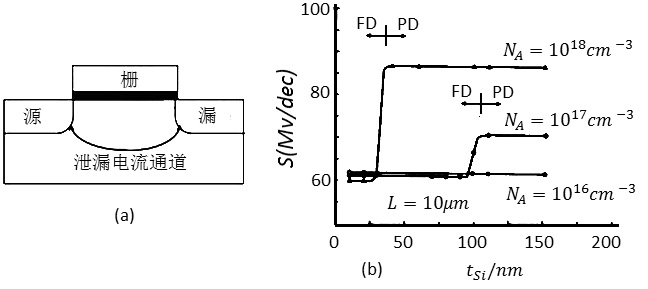 栅
源
漏
泄漏电流通道
(a)
S(Mv/dec)
100
80
60
FD PD
N_A = 10^18 cm^−3
FD PD
N_A = 10^17 cm^−3
N_A = 10^16 cm^−3
L = 10μm
0 50 100 150 200
(b)
t_Si/nm